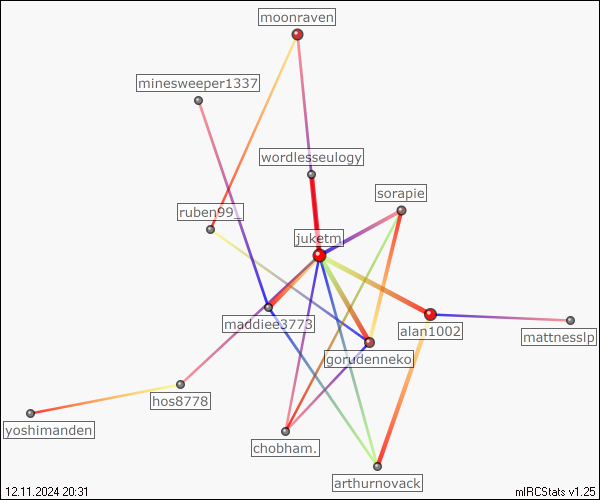 moonraven
minesweeper1337
wordlesseulogy
sorapie
ruben99_
juketm
maddiee3773
alan1002
mattnesslp
gorudenneko
hos8778
yoshimanden
chobham.
arthurnovack
12.11.2024 20:31
mIRCStats v1.25